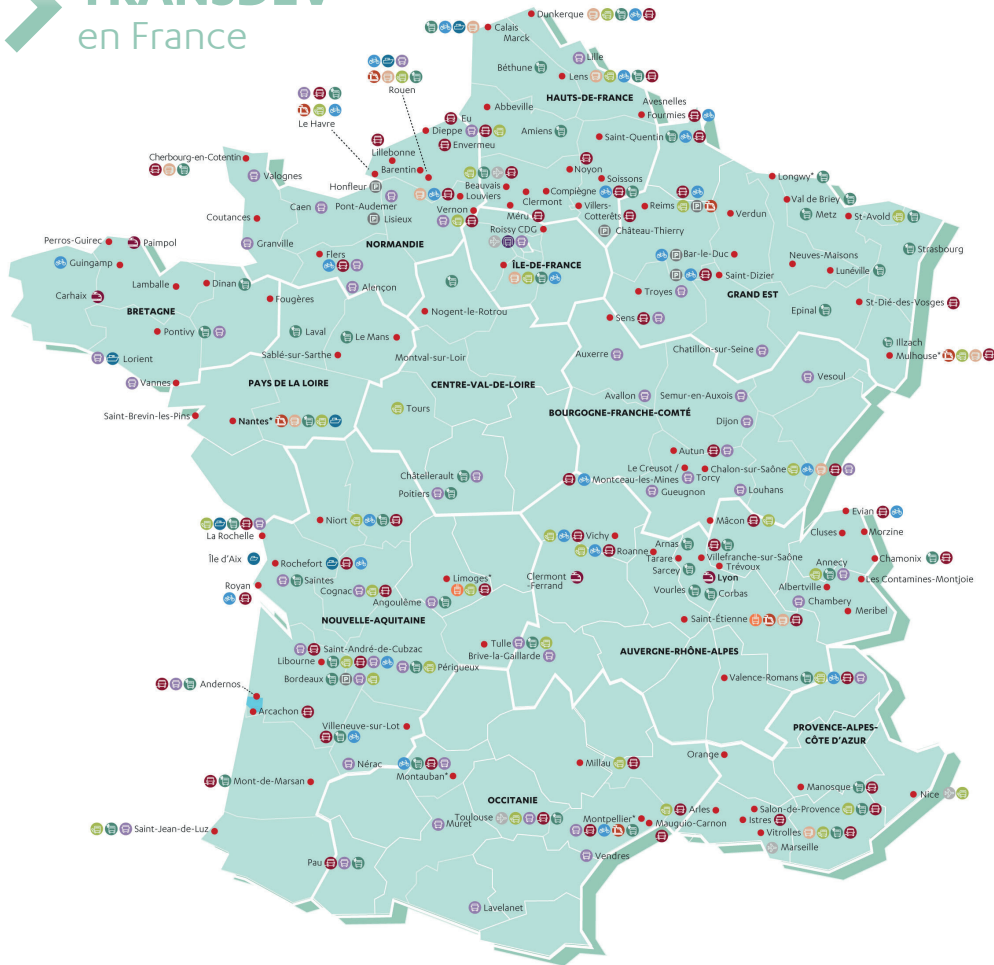 TRANSDEV
en France
Dunkerque
Calais
Marck
Lille
Béthune
Lens
HAUTS-DE-FRANCE
Rouen
Le Havre
Abbeville
Avesnelles
Fourmies
Eu
Dieppe
Amiens
Saint-Quentin
Envermeu
Lillebonne
Cherbourg-en-Cotentin
Barentin
Noyon
Soissons
Longwy*
Valognes
Honfleur
P
Beauvais
Compiègne
Louviers
Clermont
Villers-
Cotterêts
Reims
P
Val de Briey
Caen
Pont-Audemer
Verdun
Metz
St-Avold
Coutances
P
Lisieux
Vernon
Méru
Roissy CDG
P
Château-Thierry
Perros-Guirec
Paimpol
Granville
NORMANDIE
Strasbourg
Guingamp
Flers
ÎLE-DE-FRANCE
P
Bar-le-Duc
Neuves-Maisons
Lunéville
P
Saint-Dizier
Lamballe
Dinan
Alençon
Troyes
GRAND EST
Carhaix
Fougères
Nogent-le-Rotrou
St-Dié-des-Vosges
BRETAGNE
Sens
Epinal
Pontivy
Laval
Le Mans
Illzach
Sablé-sur-Sarthe
Montval-sur-Loir
Auxerre
Chatillon-sur-Seine
Mulhouse*
Lorient
Vannes
PAYS DE LA LOIRE
CENTRE-VAL-DE-LOIRE
Vesoul
Avallon
Semur-en-Auxois
Saint-Brevin-les-Pins
Tours
BOURGOGNE-FRANCHE-COMTÉ
Nantes*
Dijon
Autun
Châtellerault
Le Creusot /
Montceau-les-Mines
Torcy
Chalon-sur-Saône
Poitiers
Gueugnon
Louhans
Evian
Niort
Mâcon
La Rochelle
Vichy
Arnas
Cluses
Morzine
Roanne
Tarare
Villefranche-sur-Saône
Annecy
Chamonix
Île d'Aix
Rochefort
Sarcey
Trévoux
Limoges*
Clermont
-Ferrand
Lyon
Les Contamines-Montjoie
Royan
Saintes
Cognac
Vourles
Corbas
Albertville
Angoulême
Chambery
Meribel
NOUVELLE-AQUITAINE
Saint-Étienne
Saint-André-de-Cubzac
Tulle
Libourne
Brive-la-Gaillarde
AUVERGNE-RHÔNE-ALPES
Périgueux
Bordeaux
P
Valence-Romans
Andernos
Arcachon
Villeneuve-sur-Lot
PROVENCE-ALPES-
CÔTE D'AZUR
Nérac
Orange
Montauban*
Millau
Mont-de-Marsan
Manosque
Nice
OCCITANIE
Arles
Salon-de-Provence
Toulouse
Montpellier*
Mauguio-Carnon
Istres
Muret
Vitrolles
Saint-Jean-de-Luz
Marseille
Vendres
Pau
Lavelanet